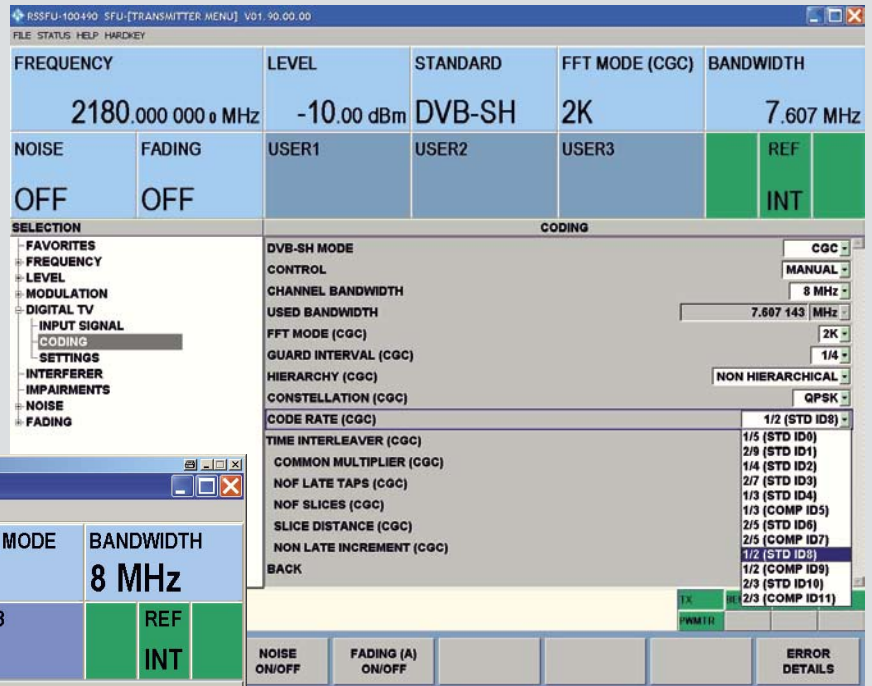 RSSFU-100490 SFU-[TRANSMITTER MENU] V01.90.00.00
FILE STATUS HELP HARDKEY
FREQUENCY LEVEL STANDARD FFT MODE (CGC) BANDWIDTH
2180.000 000 0 MHz -10.00 dBm DVB-SH 2K 7.607 MHz
NOISE FADING USER1 USER2 USER3 REF
OFF OFF INT
SELECTION CODING
FAVORITES
FREQUENCY
LEVEL
MODULATION
DIGITAL TV
INPUT SIGNAL
CODING
SETTINGS
INTERFERER
IMPAIRMENTS
NOISE
FADING
DVB-SH MODE CGC
CONTROL MANUAL
CHANNEL BANDWIDTH 8 MHz
USED BANDWIDTH 7.607 143 MHz
FFT MODE (CGC) 2K
GUARD INTERVAL (CGC) 1/4
HIERARCHY (CGC) NON HIERARCHICAL
CONSTELLATION (CGC) QPSK
CODE RATE (CGC) 1/2 (STD ID8)
TIME INTERLEAVER (CGC)
COMMON MULTIPLIER (CGC)
NOF LATE TAPS (CGC)
NOF SLICES (CGC)
SLICE DISTANCE (CGC)
NON LATE INCREMENT (CGC)
BACK
1/5 (STD ID0)
2/9 (STD ID1)
1/4 (STD ID2)
2/7 (STD ID3)
1/3 (STD ID4)
1/3 (COMP ID5)
2/5 (STD ID6)
2/5 (COMP ID7)
1/2 (STD ID8)
1/2 (COMP ID9)
2/3 (STD ID10)
2/3 (COMP ID11)
TX
PWMTR
NOISE ON/OFF
FADING (A) ON/OFF
ERROR DETAILS
MODE BANDWIDTH
8 MHz
REF
INT